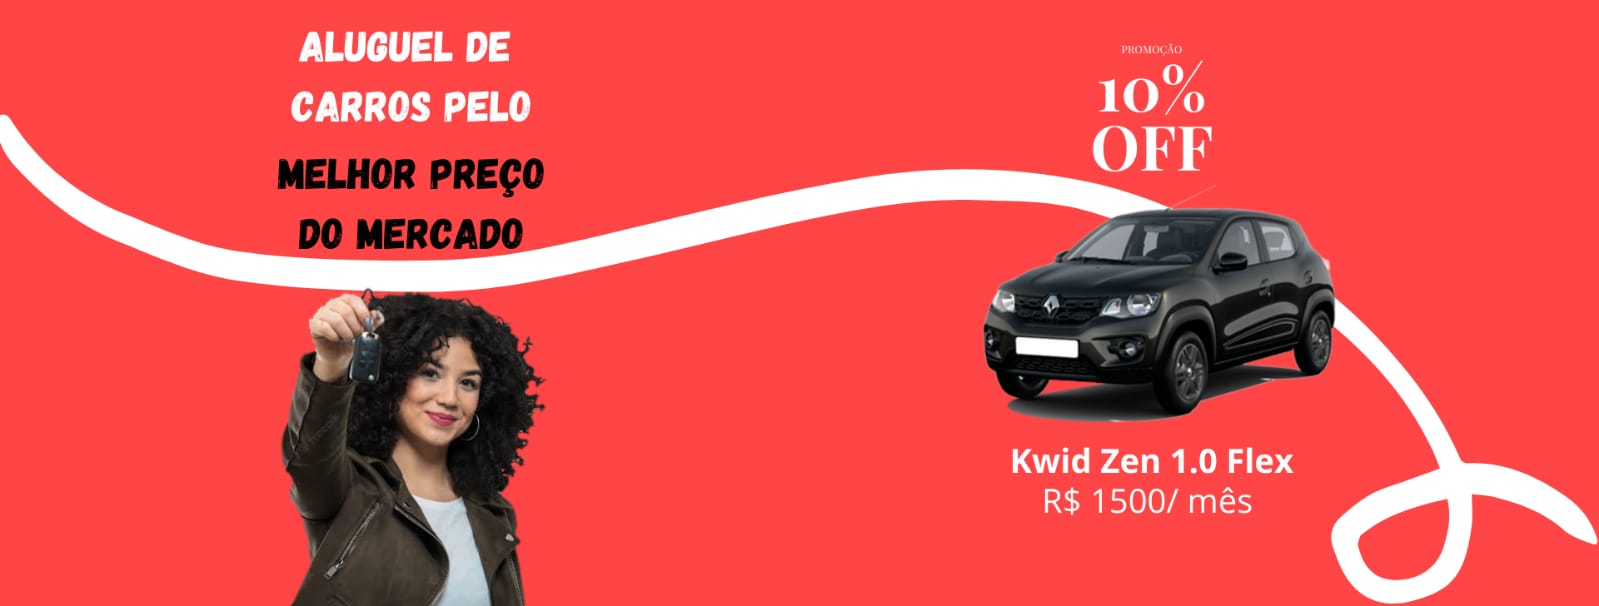 ALUGUEL DE
CARROS PELO
MELHOR PREÇO
DO MERCADO
PROMOÇÃO
10%
OFF
Kwid Zen 1.0 Flex
R$ 1500/ mês